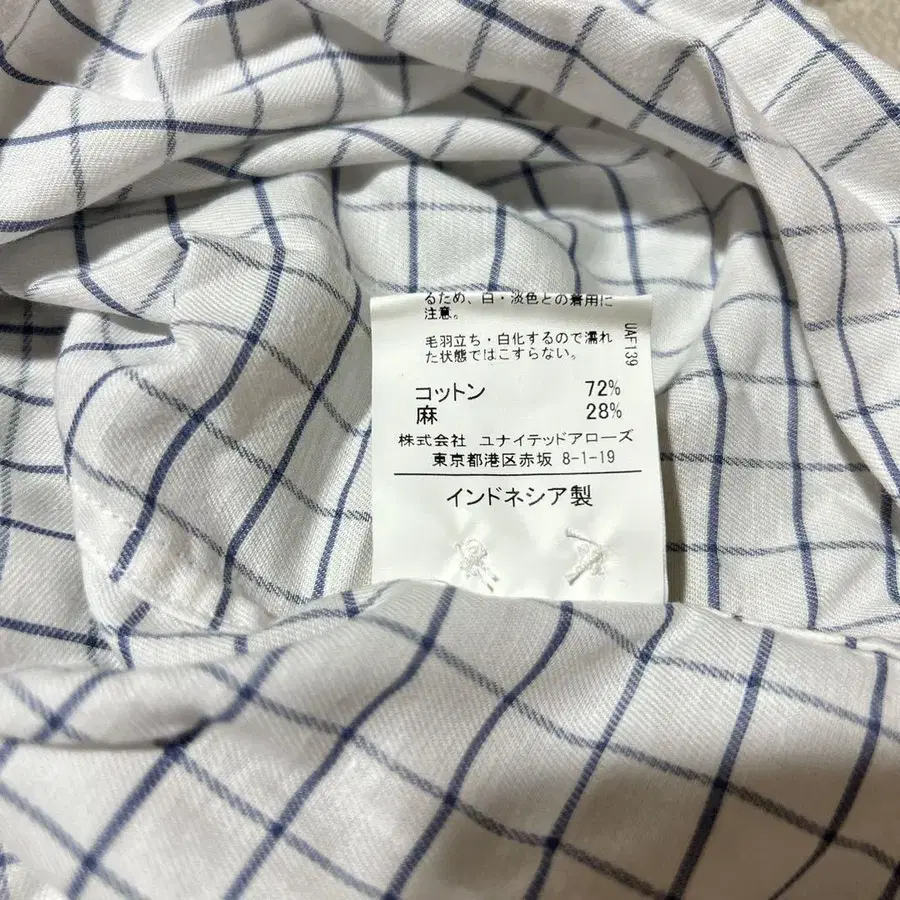 るため、白・淡色との着用に
注意。
毛羽立ち・白化するので濡れ
た状態ではこすらない。
UAF139
コットン 72%
麻 28%
株式会社 ユナイテッドアローズ
東京都港区赤坂 8-1-19
インドネシア製